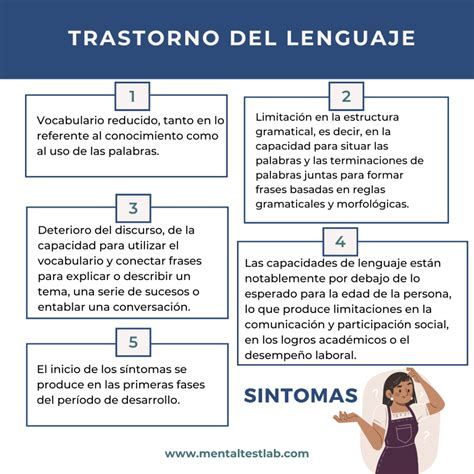 TRASTORNO DEL LENGUAJE
1
Vocabulario reducido, tanto en lo
referente al conocimiento como
al uso de las palabras.
2
Limitación en la estructura
gramatical, es decir, en la
capacidad para situar las
palabras y las terminaciones de
palabras juntas para formar
frases basadas en reglas
gramaticales y morfológicas.
3
Deterioro del discurso, de la
capacidad para utilizar el
vocabulario y conectar frases
para explicar o describir un
tema, una serie de sucesos o
entablar una conversación.
4
Las capacidades de lenguaje están
notablemente por debajo de lo
esperado para la edad de la persona,
lo que produce limitaciones en la
comunicación y participación social,
en los logros académicos o el
desempeño laboral.
5
El inicio de los síntomas se
produce en las primeras fases
del período de desarrollo.
SINTOMAS
www.mentaltestlab.com